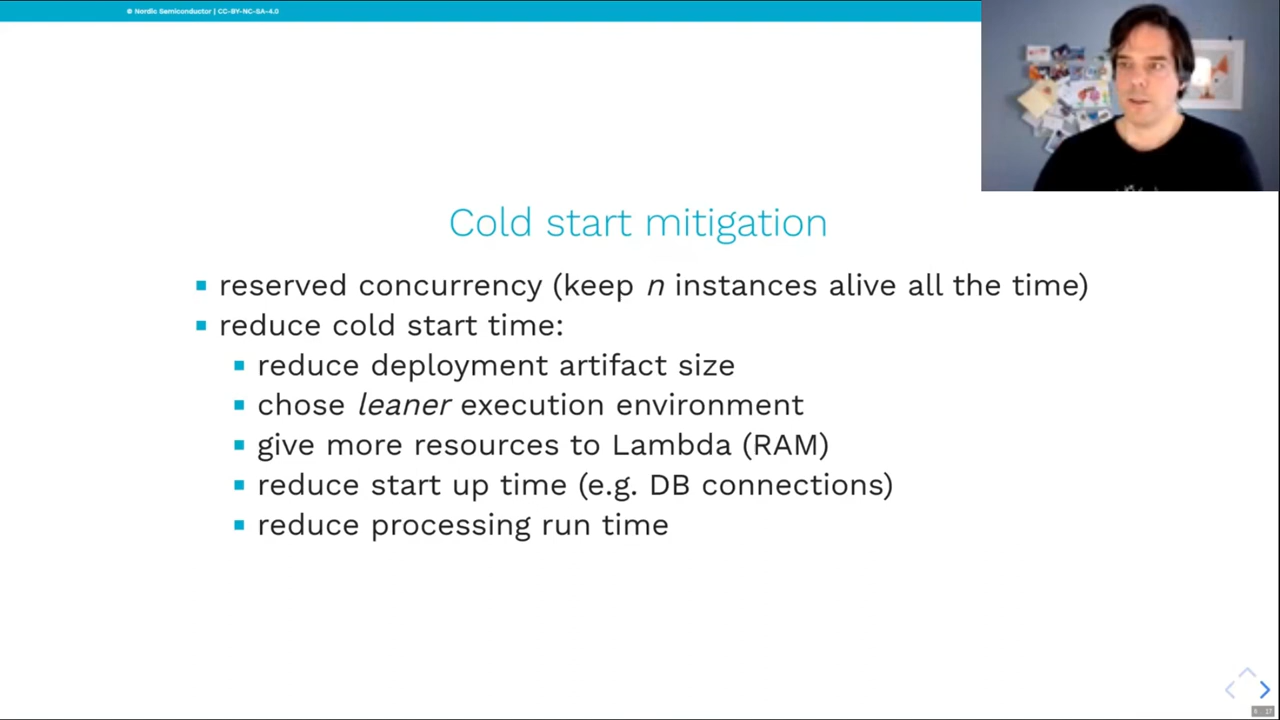 © Nordic Semiconductor | CC-BY-NC-SA-4.0
Cold start mitigation
reserved concurrency (keep n instances alive all the time)
reduce cold start time:
reduce deployment artifact size
chose leaner execution environment
give more resources to Lambda (RAM)
reduce start up time (e.g. DB connections)
reduce processing run time